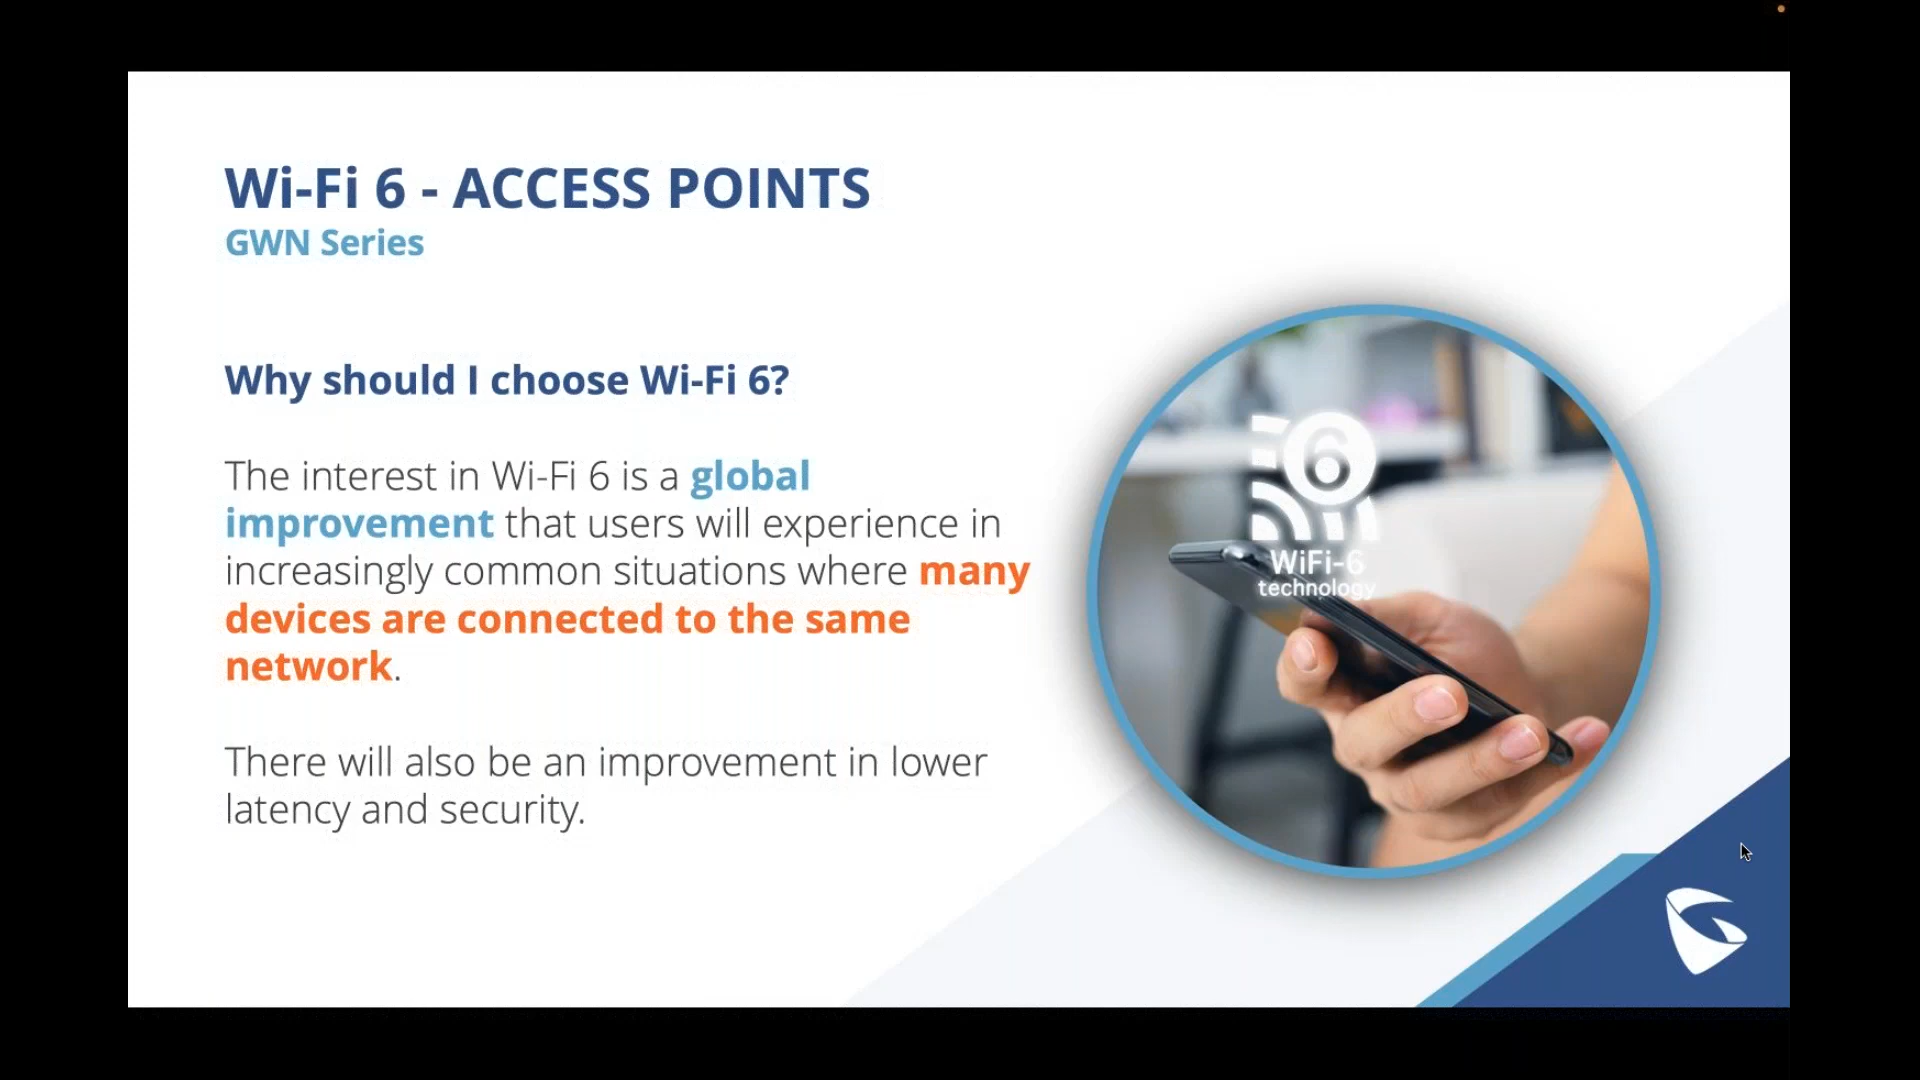 Wi-Fi 6 - ACCESS POINTS
GWN Series
Why should I choose Wi-Fi 6?
The interest in Wi-Fi 6 is a global
improvement that users will experience in
increasingly common situations where many
devices are connected to the same
network.
There will also be an improvement in lower
latency and security.
6
WiFi-6
technology